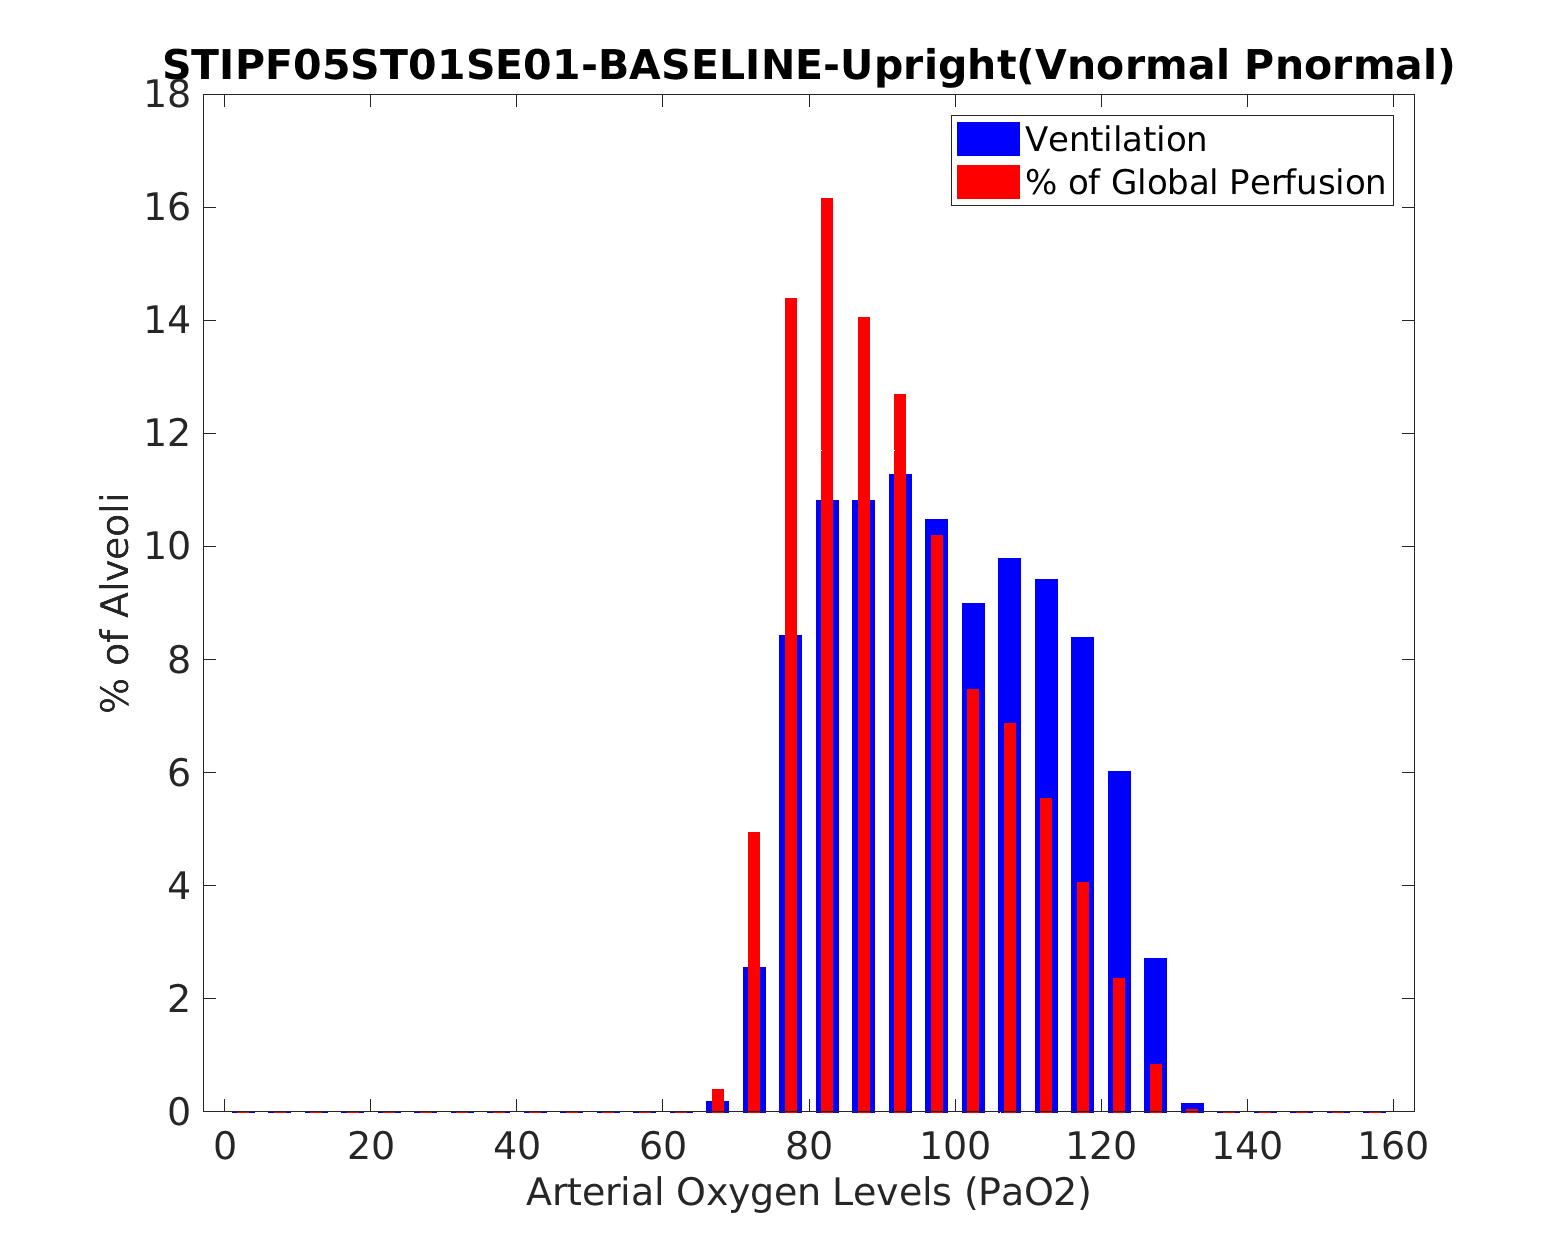 STIPF05ST01SE01-BASELINE-Upright(Vnormal Pnormal)
18
16
14
12
10
8
6
4
2
0
% of Alveoli
Ventilation
% of Global Perfusion
0 20 40 60 80 100 120 140 160
Arterial Oxygen Levels (PaO2)